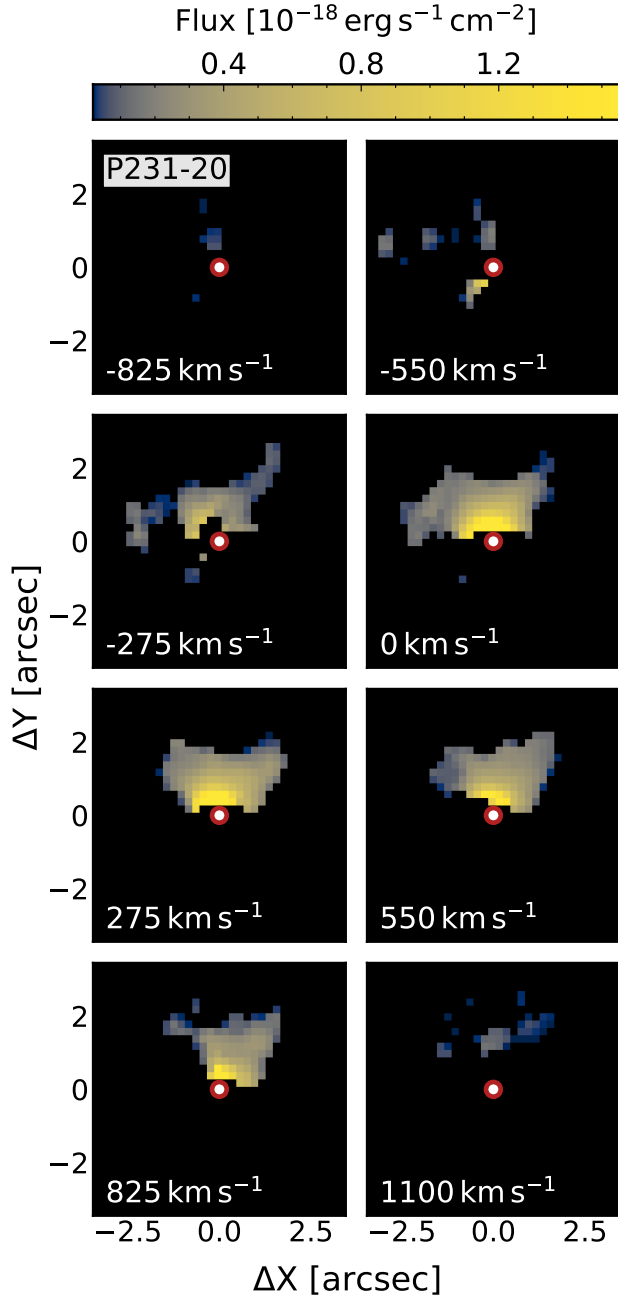 Flux [10⁻¹⁸ erg s⁻¹ cm⁻²]
0.4 0.8 1.2
P231-20
2
0
−2
-825 km s⁻¹
-550 km s⁻¹
2
0
−2
-275 km s⁻¹
0 km s⁻¹
ΔY [arcsec]
2
0
−2
275 km s⁻¹
550 km s⁻¹
2
0
−2
825 km s⁻¹
1100 km s⁻¹
−2.5 0.0 2.5 −2.5 0.0 2.5
ΔX [arcsec]